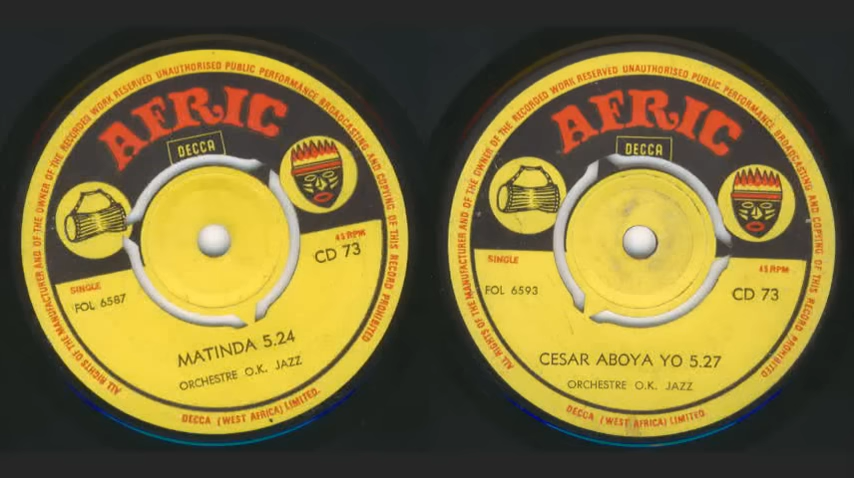 ALL RIGHTS OF THE MANUFACTURER AND OF THE OWNER OF THE RECORDED WORK RESERVED UNAUTHORISED PUBLIC PERFORMANCE BROADCASTING AND COPYING OF THIS RECORD PROHIBITED
AFRIC
DECCA
45 RPM
CD 73
SINGLE
FOL 6587
MATINDA 5.24
ORCHESTRE O.K. JAZZ
DECCA (WEST AFRICA) LIMITED.
ALL RIGHTS OF THE MANUFACTURER AND OF THE OWNER OF THE RECORDED WORK RESERVED UNAUTHORISED PUBLIC PERFORMANCE BROADCASTING AND COPYING OF THIS RECORD PROHIBITED
AFRIC
DECCA
SINGLE
45 RPM
FOL 6593
CD 73
CESAR ABOYA YO 5.27
ORCHESTRE O.K. JAZZ
DECCA (WEST AFRICA) LIMITED.